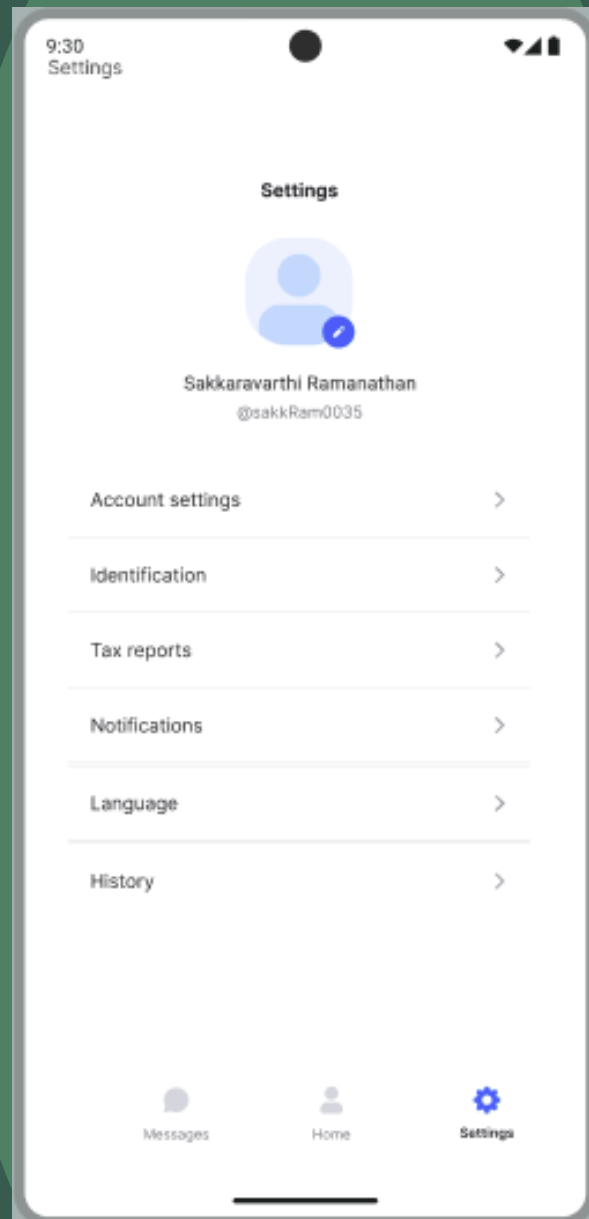 9:30
Settings
Settings
Sakkaravarthi Ramanathan
@sakkRam0035
Account settings
Identification
Tax reports
Notifications
Language
History
Messages
Home
Settings